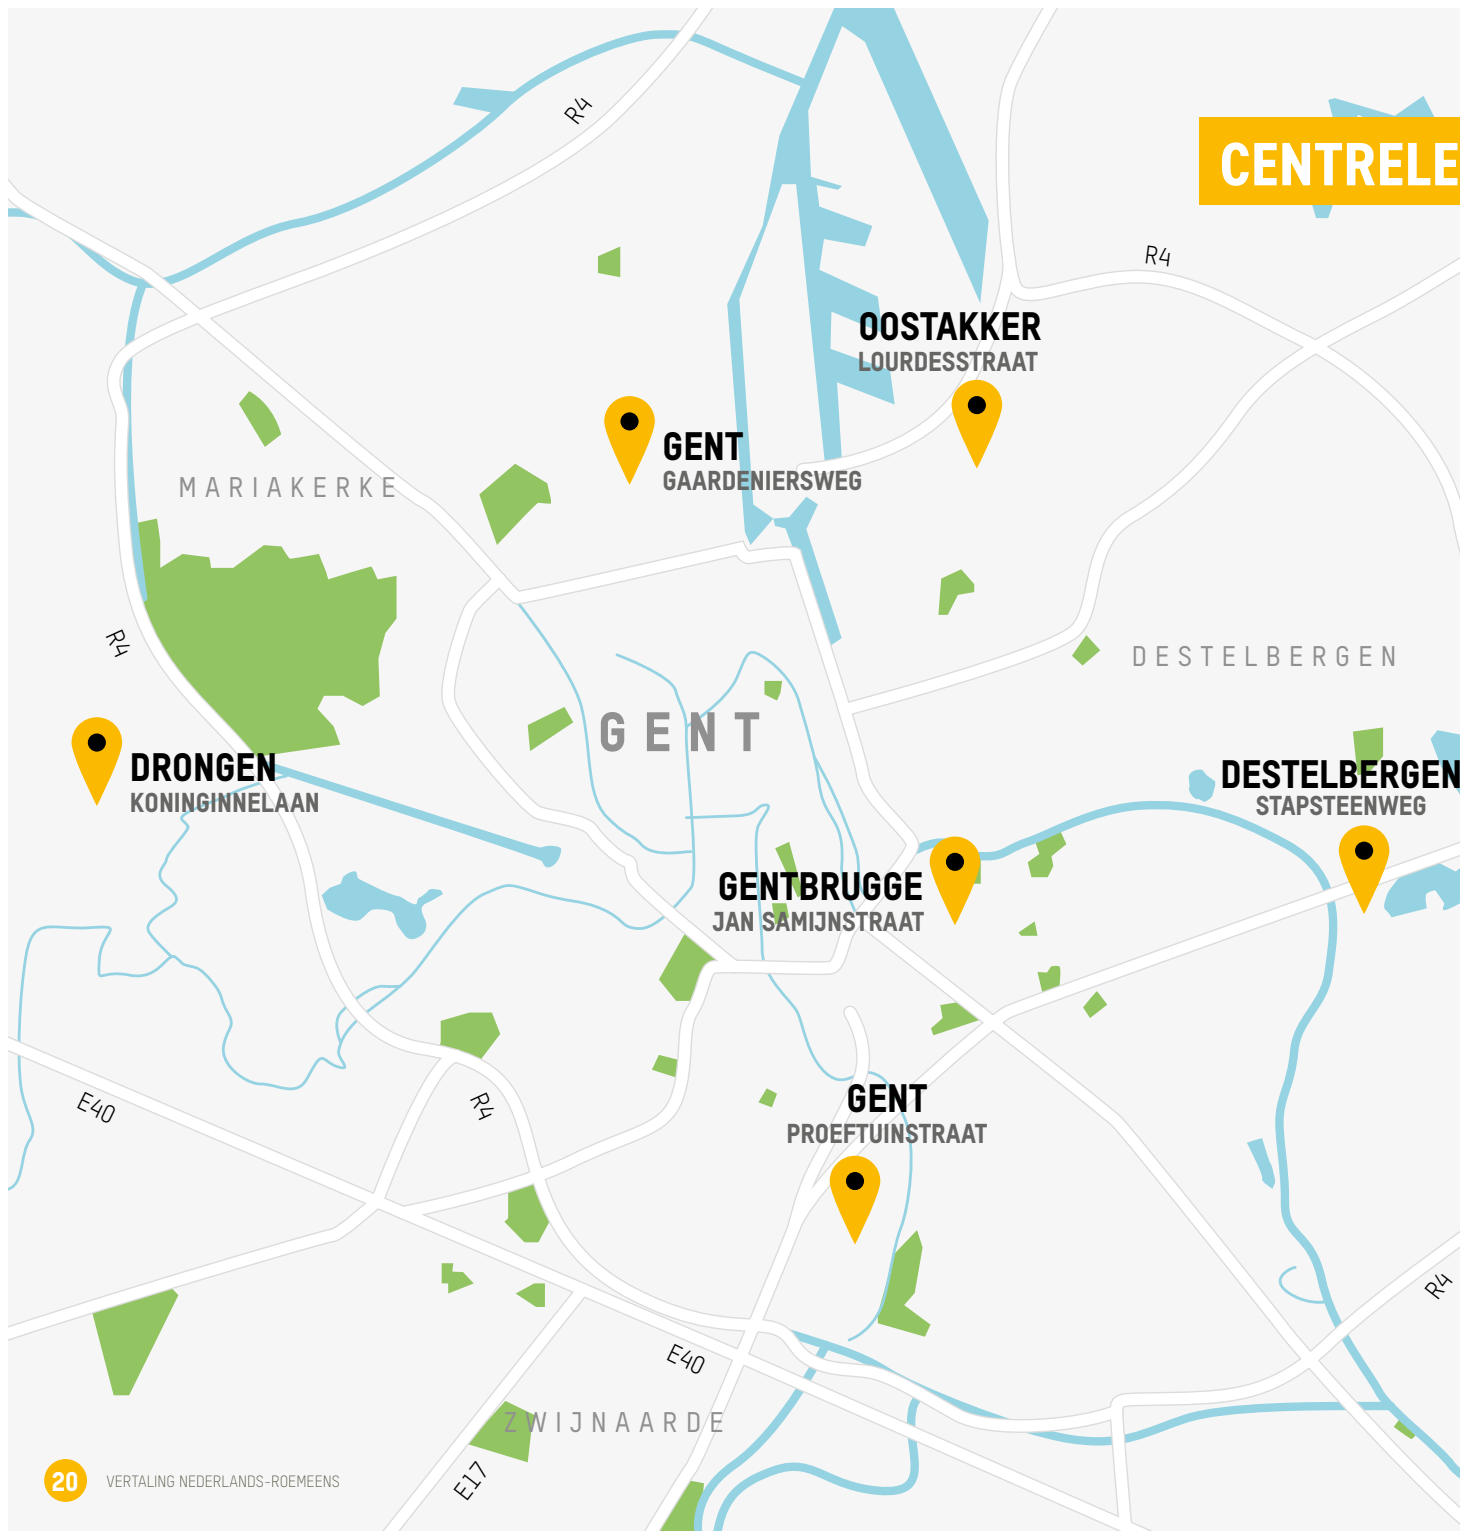 R4
CENTRELE
R4
OOSTAKKER
LOURDESSTRAAT
GENT
GAARDENIERSWEG
MARIAKERKE
R4
DESTELBERGEN
GENT
DRONGEN
KONINGINNELAAN
DESTELBERGEN
STAPSTEENWEG
GENTBRUGGE
JAN SAMIJNSTRAAT
E40
R4
GENT
PROEFTUINSTRAAT
R4
E40
ZWIJNAARDE
E17
20 VERTALING NEDERLANDS-ROEMEENS